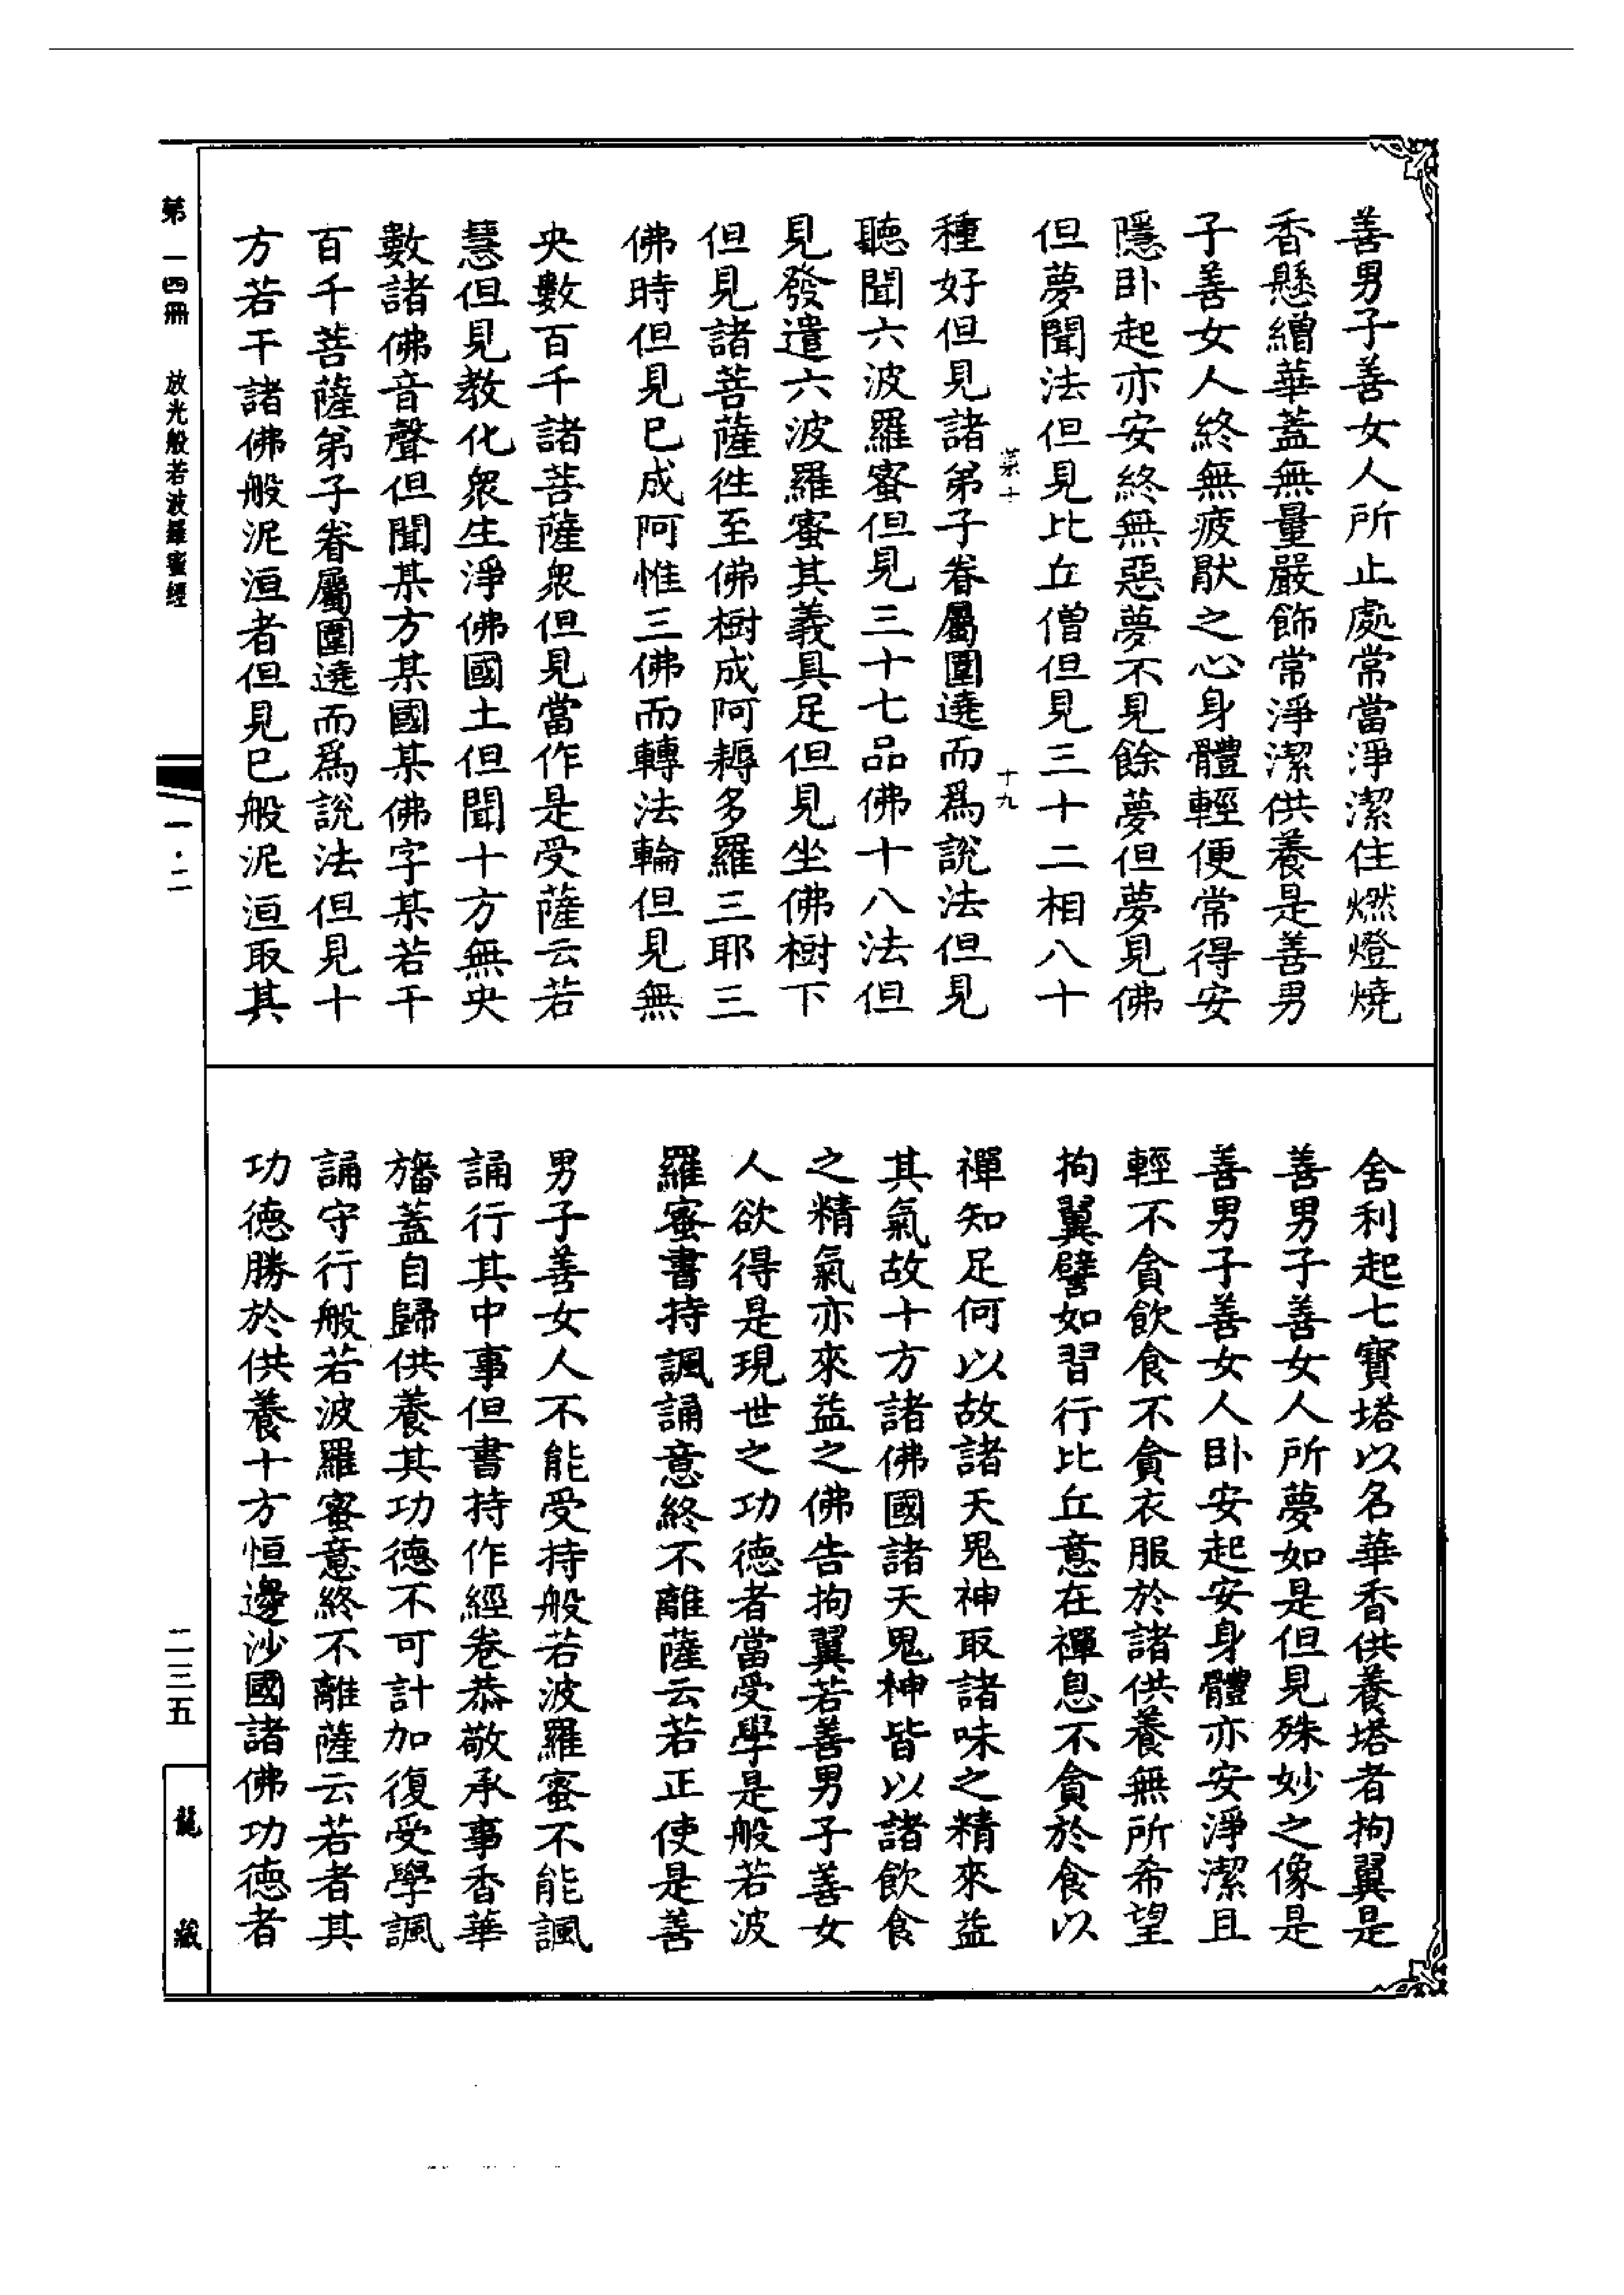 善男子善女人所止處常當淨潔住燃燈燒
香懸繒華蓋無量嚴飾常淨潔供養是善男
子善女人終無疲猒之心身體輕便常得安
隱臥起亦安終無惡夢不見餘夢但夢見佛
但夢聞法但見比丘僧但見三十二相八十
菜十 十九
種好但見諸弟子眷屬圍遶而爲說法但見
聽聞六波羅蜜但見三十七品佛十八法但
見發遣六波羅蜜其義具足但見坐佛樹下
但見諸菩薩徃至佛樹成阿耨多羅三耶三
佛時但見已成阿惟三佛而轉法輪但見無
央數百千諸菩薩衆但見當作是受薩云若
慧但見教化衆生淨佛國土但聞十方無央
數諸佛音聲但聞某方某國某佛字某若干
百千菩薩弟子眷屬圍遶而爲說法但見十
方若干諸佛般泥洹者但見已般泥洹取其
舍利起七寶塔以名華香供養塔者拘翼是
善男子善女人所夢如是但見殊妙之像是
善男子善女人臥安起安身體亦安淨潔且
輕不貪飲食不貪衣服於諸供養無所希望
拘翼譬如習行比丘意在禪息不貪於食以
禪知足何以故諸天鬼神取諸味之精來益
其氣故十方諸佛國諸天鬼神皆以諸飲食
之精氣亦來益之佛告拘翼若善男子善女
人欲得是現世之功德者當受學是般若波
羅蜜書持諷誦意終不離薩云若正使是善
男子善女人不能受持般若波羅蜜不能諷
誦行其中事但書持作經卷恭敬承事香華
旛蓋自歸供養其功德不可計加復受學諷
誦守行般若波羅蜜意終不離薩云若者其
功德勝於供養十方恒邊沙國諸佛功德者
第一四冊 放光般若波羅蜜經
一·二
二三五
龍藏